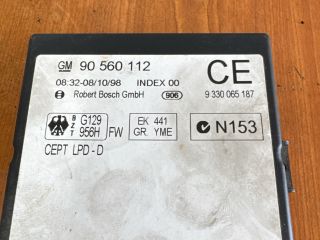 GM 90 560 112
08:32-08/10/98 INDEX 00
Robert Bosch GmbH 906
CE
9 330 065 187
BZT G129 956H FW
EK 441
GR. YME
N153
CEPT LPD - D